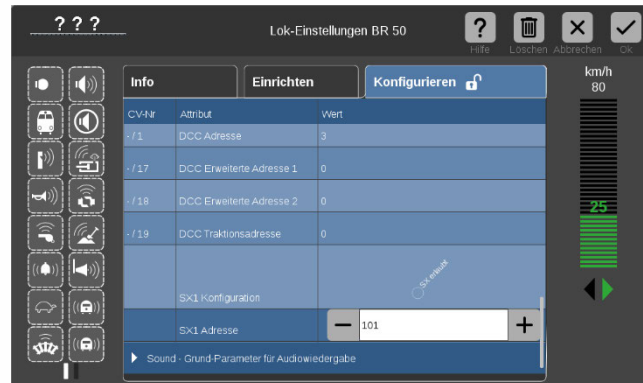 ???
Lok-Einstellungen BR 50
?
Hilfe
Löschen
Abbrechen
Ok
Info
Einrichten
Konfigurieren
km/h
80
CV-Nr Attribut Wert
- / 1 DCC Adresse 3
- / 17 DCC Erweiterte Adresse 1 0
- / 18 DCC Erweiterte Adresse 2 0
- / 19 DCC Traktionsadresse 0
25
SX erlaubt
SX1 Konfiguration
SX1 Adresse 101
Sound - Grund-Parameter für Audiowiedergabe